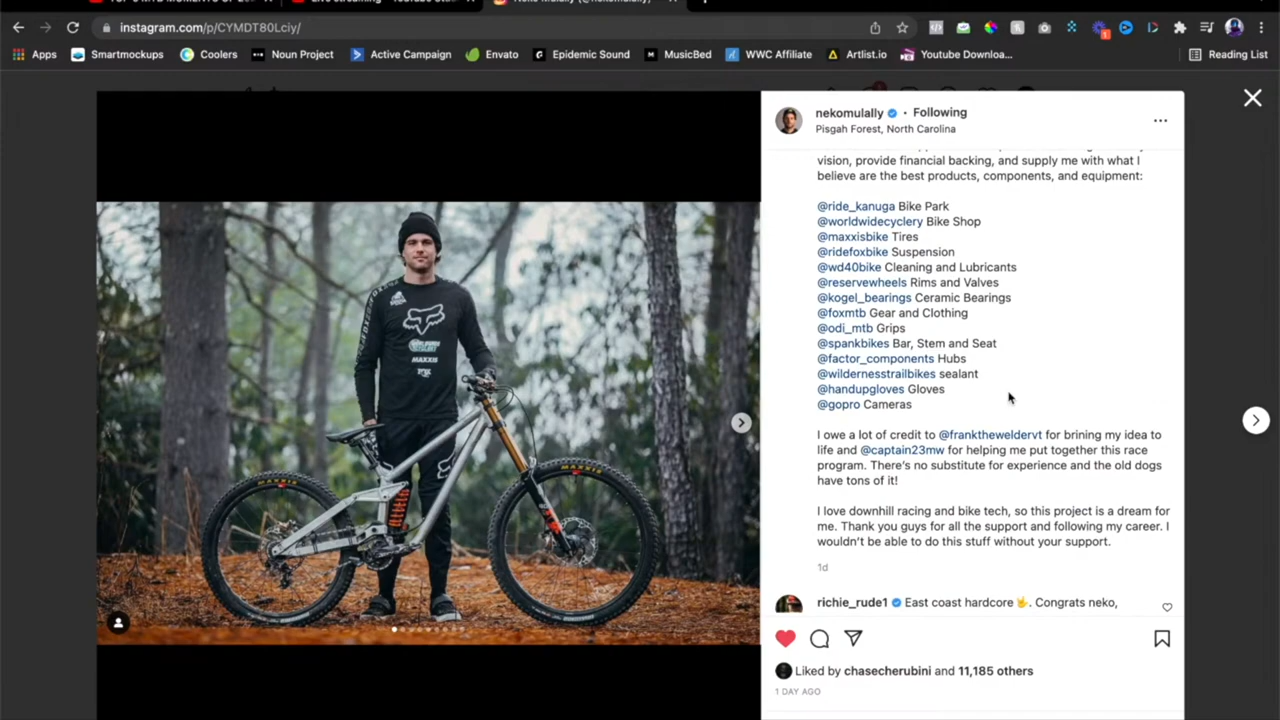 instagram.com/p/CYMDT80Lciy/
Apps Smartmockups Coolers Noun Project Active Campaign Envato Epidemic Sound MusicBed WWC Affiliate Artlist.io Youtube Downloa... Reading List
nekomulally • Following
Pisgah Forest, North Carolina
vision, provide financial backing, and supply me with what I
believe are the best products, components, and equipment:
@ride_kanuga Bike Park
@worldwidecyclery Bike Shop
@maxxisbike Tires
@ridefoxbike Suspension
@wd40bike Cleaning and Lubricants
@reservewheels Rims and Valves
@kogel_bearings Ceramic Bearings
@foxmtb Gear and Clothing
@odi_mtb Grips
@spankbikes Bar, Stem and Seat
@factor_components Hubs
@wildernesstrailbikes sealant
@handupgloves Gloves
@gopro Cameras
I owe a lot of credit to @franktheweldervt for brining my idea to
life and @captain23mw for helping me put together this race
program. There's no substitute for experience and the old dogs
have tons of it!
I love downhill racing and bike tech, so this project is a dream for
me. Thank you guys for all the support and following my career. I
wouldn't be able to do this stuff without your support.
1d
richie_rude1 East coast hardcore🤟. Congrats neko,
Liked by chasecherubini and 11,185 others
1 DAY AGO
MAXXIS
MAXXIS
MAXXIS